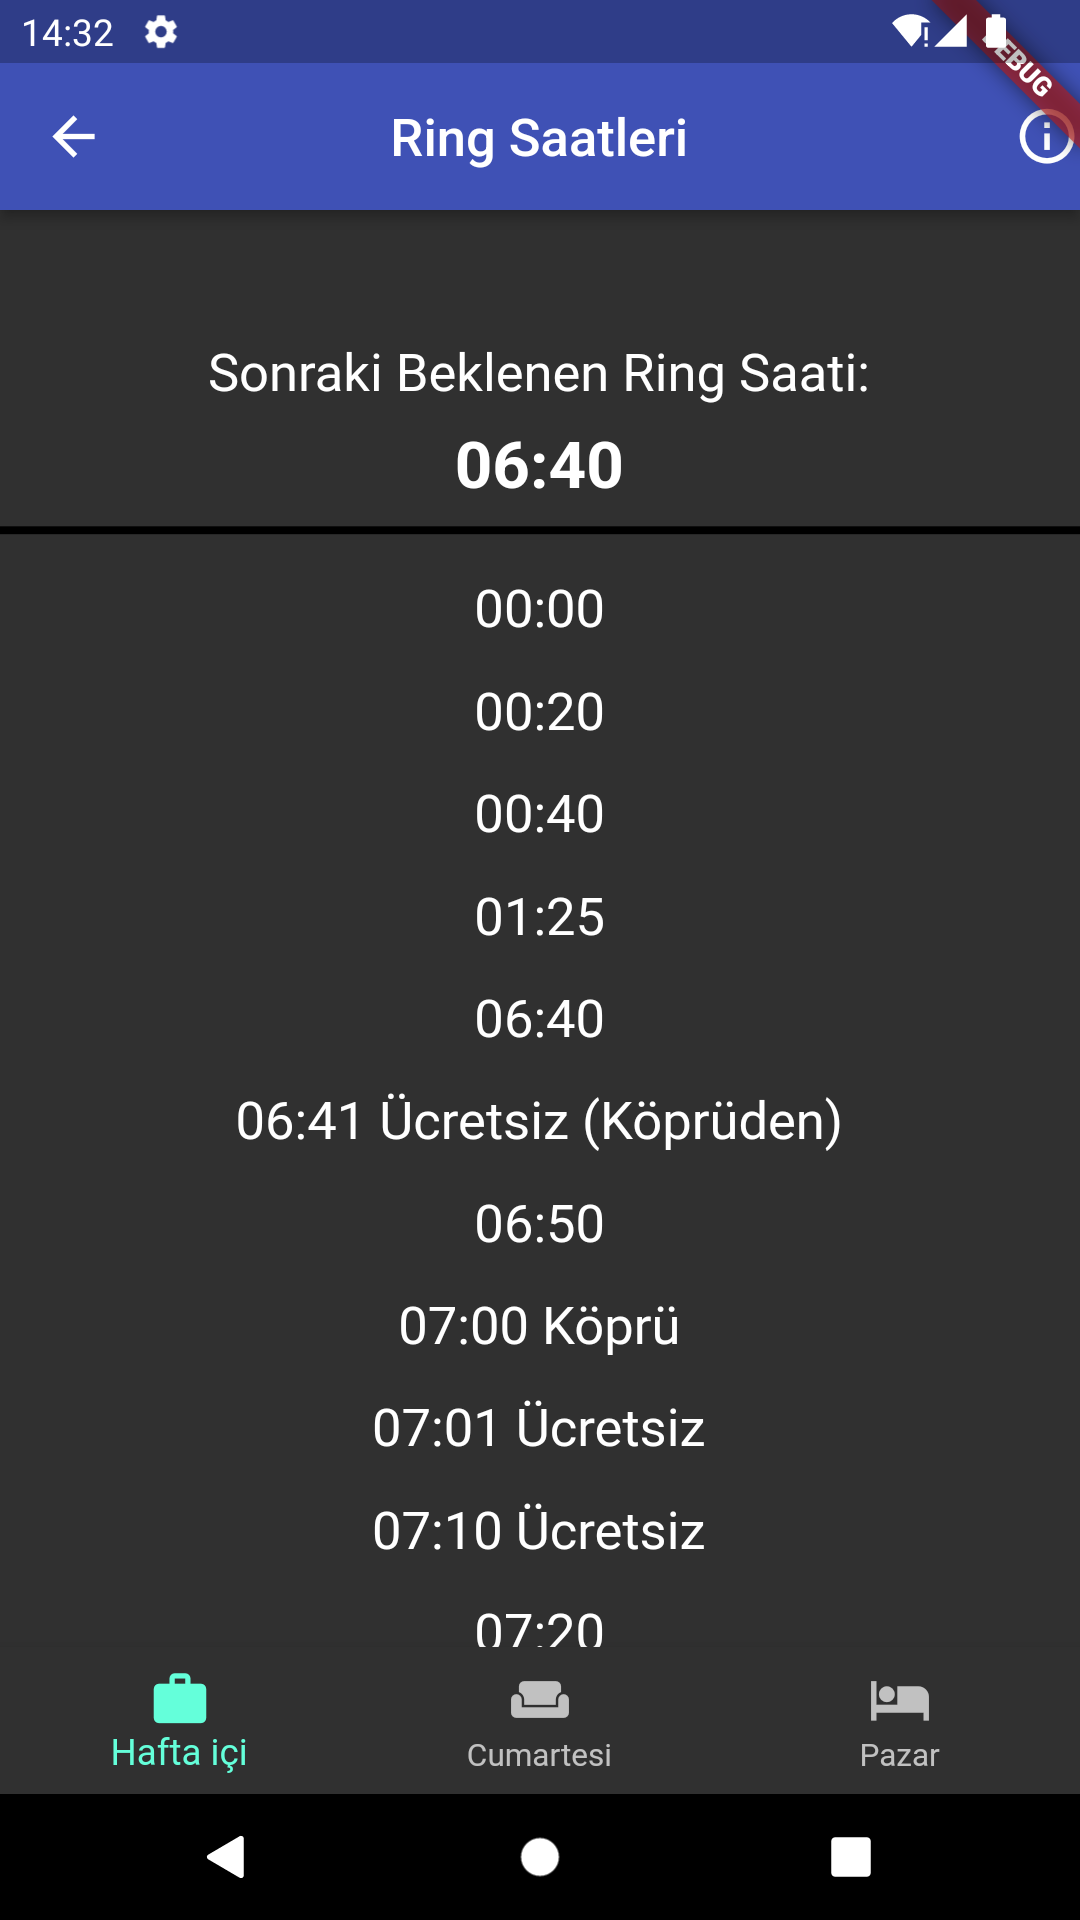 14:32
DEBUG
Ring Saatleri
Sonraki Beklenen Ring Saati:
06:40
00:00
00:20
00:40
01:25
06:40
06:41 Ücretsiz (Köprüden)
06:50
07:00 Köprü
07:01 Ücretsiz
07:10 Ücretsiz
07:20
Hafta içi
Cumartesi
Pazar